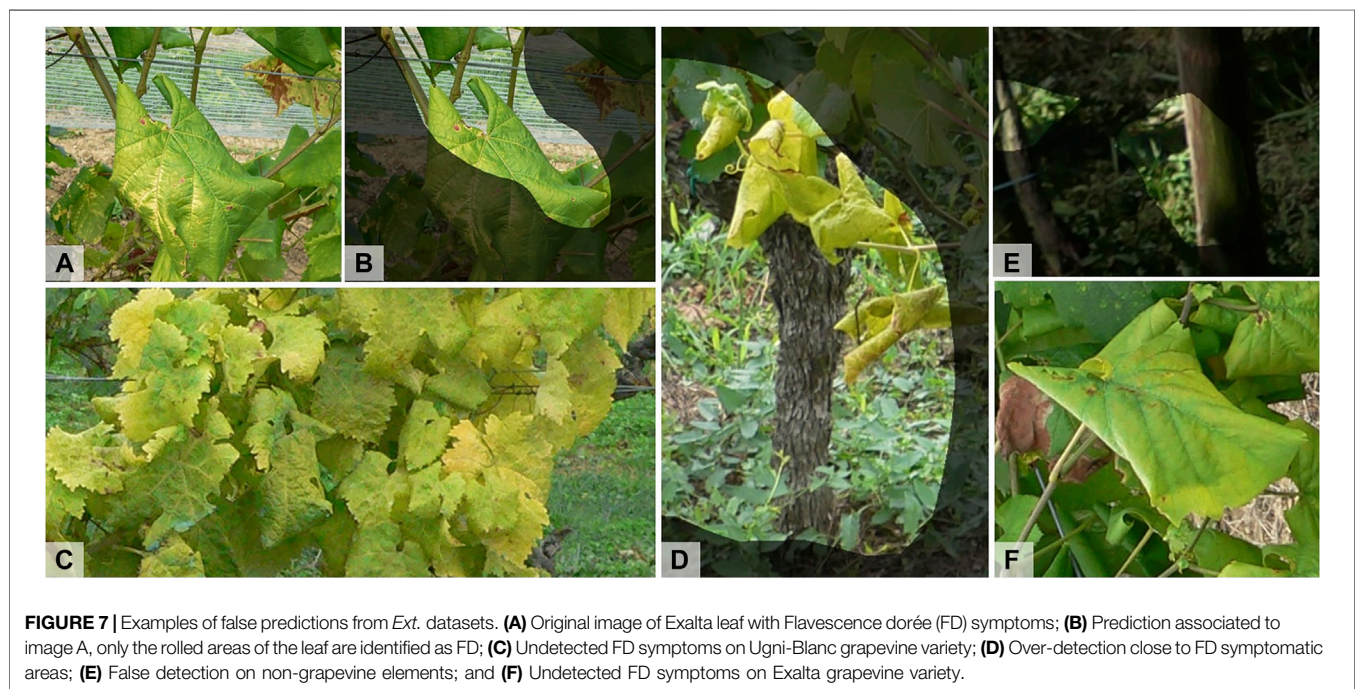 A
B
E
C
D
F
FIGURE 7 | Examples of false predictions from Ext. datasets. (A) Original image of Exalta leaf with Flavescence dorée (FD) symptoms; (B) Prediction associated to
image A, only the rolled areas of the leaf are identified as FD; (C) Undetected FD symptoms on Ugni-Blanc grapevine variety; (D) Over-detection close to FD symptomatic
areas; (E) False detection on non-grapevine elements; and (F) Undetected FD symptoms on Exalta grapevine variety.